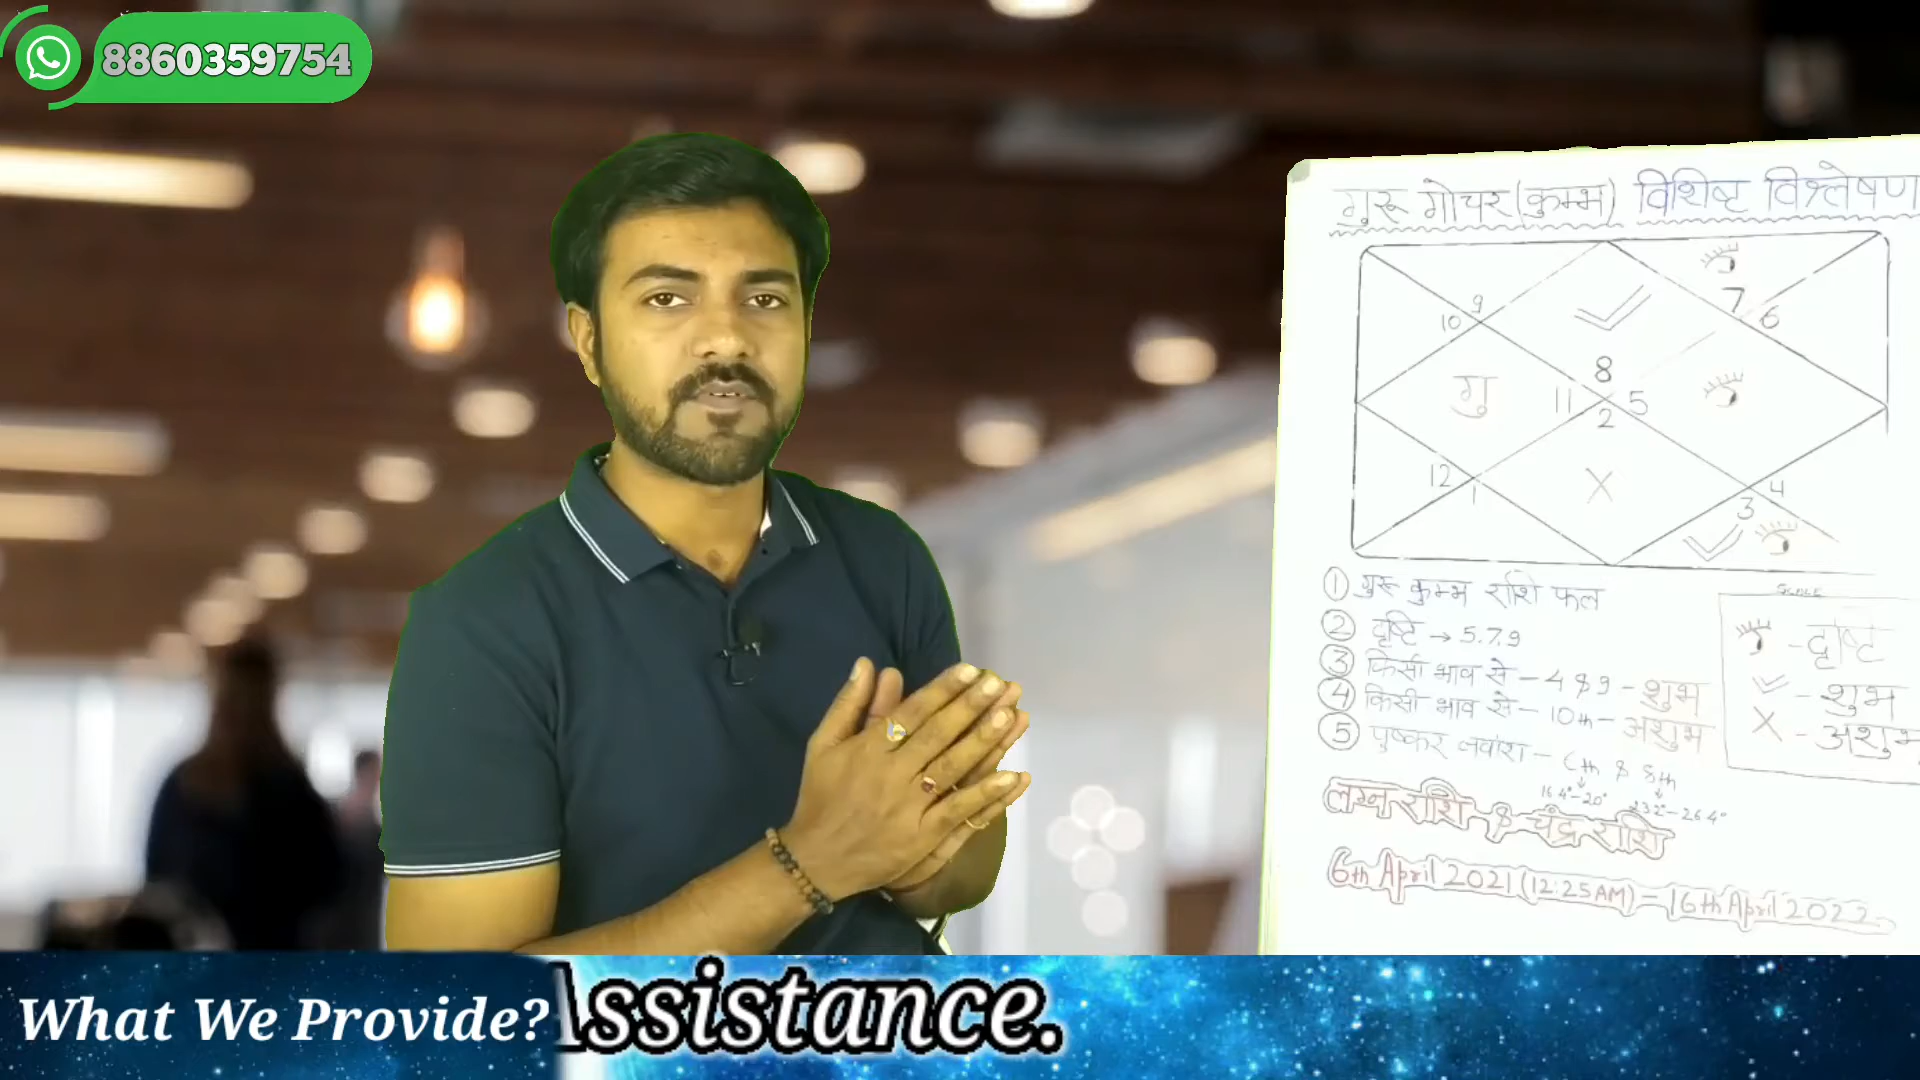 8860359754
गुरू गोचर (कुम्भ) विशिष्ट विश्लेषण
7
9
10
6
8
गु
11
5
2
12
1
4
3
X
① गुरू कुम्भ राशि फल
② दृष्टि → 5.7.9
③ किसी भाव से - 4 & 9 - शुभ
④ किसी भाव से - 10th - अशुभ
⑤ पुष्कर नवांश - 6th & 8th
लग्न राशि & चंद्र राशि
6th April 2021 (12:25AM) - 16th April 2022
- दृष्टि
- शुभ
X - अशुभ
What We Provide?
Assistance.